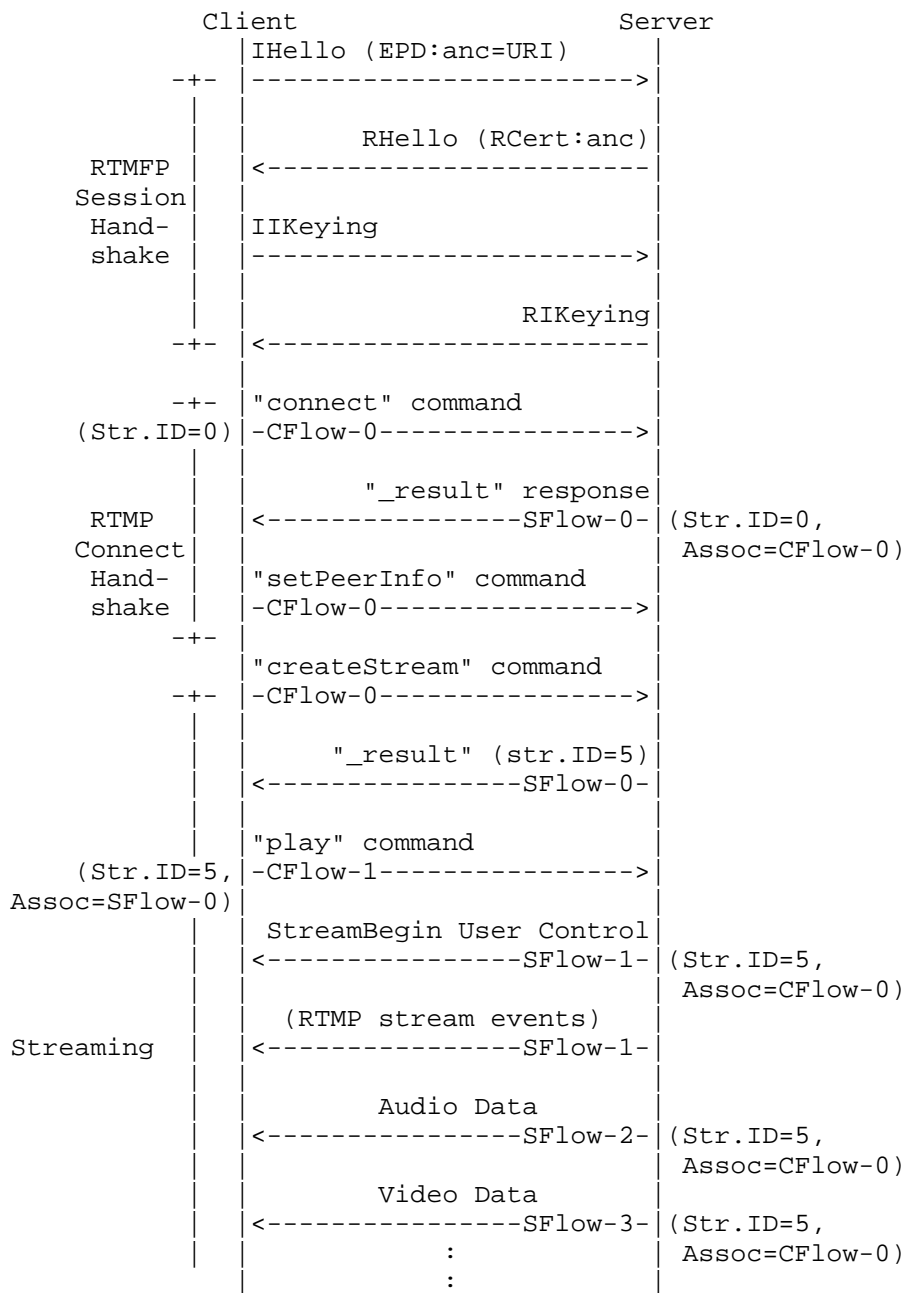 Client Server
IHello (EPD:anc=URI)
-+- |------------------------>|
RHello (RCert:anc)|
RTMFP | |<-------------------------|
Session| | |
Hand- | |IIKeying |
shake | |------------------------>|
RIKeying|
-+- |<-------------------------|
-+- |"connect" command |
(Str.ID=0)|-CFlow-0---------------->|
"_result" response|
RTMP | |<----------------SFlow-0-|(Str.ID=0,
Connect| | | Assoc=CFlow-0)
Hand- | |"setPeerInfo" command |
shake | |-CFlow-0---------------->|
-+- | |
|"createStream" command |
-+- |-CFlow-0---------------->|
"_result" (str.ID=5)|
|<----------------SFlow-0-|
"play" command
(Str.ID=5,|-CFlow-1---------------->|
Assoc=SFlow-0)| |
StreamBegin User Control|
|<----------------SFlow-1-|(Str.ID=5,
Assoc=CFlow-0)
(RTMP stream events)
Streaming | |<----------------SFlow-1-|
Audio Data
|<----------------SFlow-2-|(Str.ID=5,
Assoc=CFlow-0)
Video Data
|<----------------SFlow-3-|(Str.ID=5,
| | : | Assoc=CFlow-0)
| : |